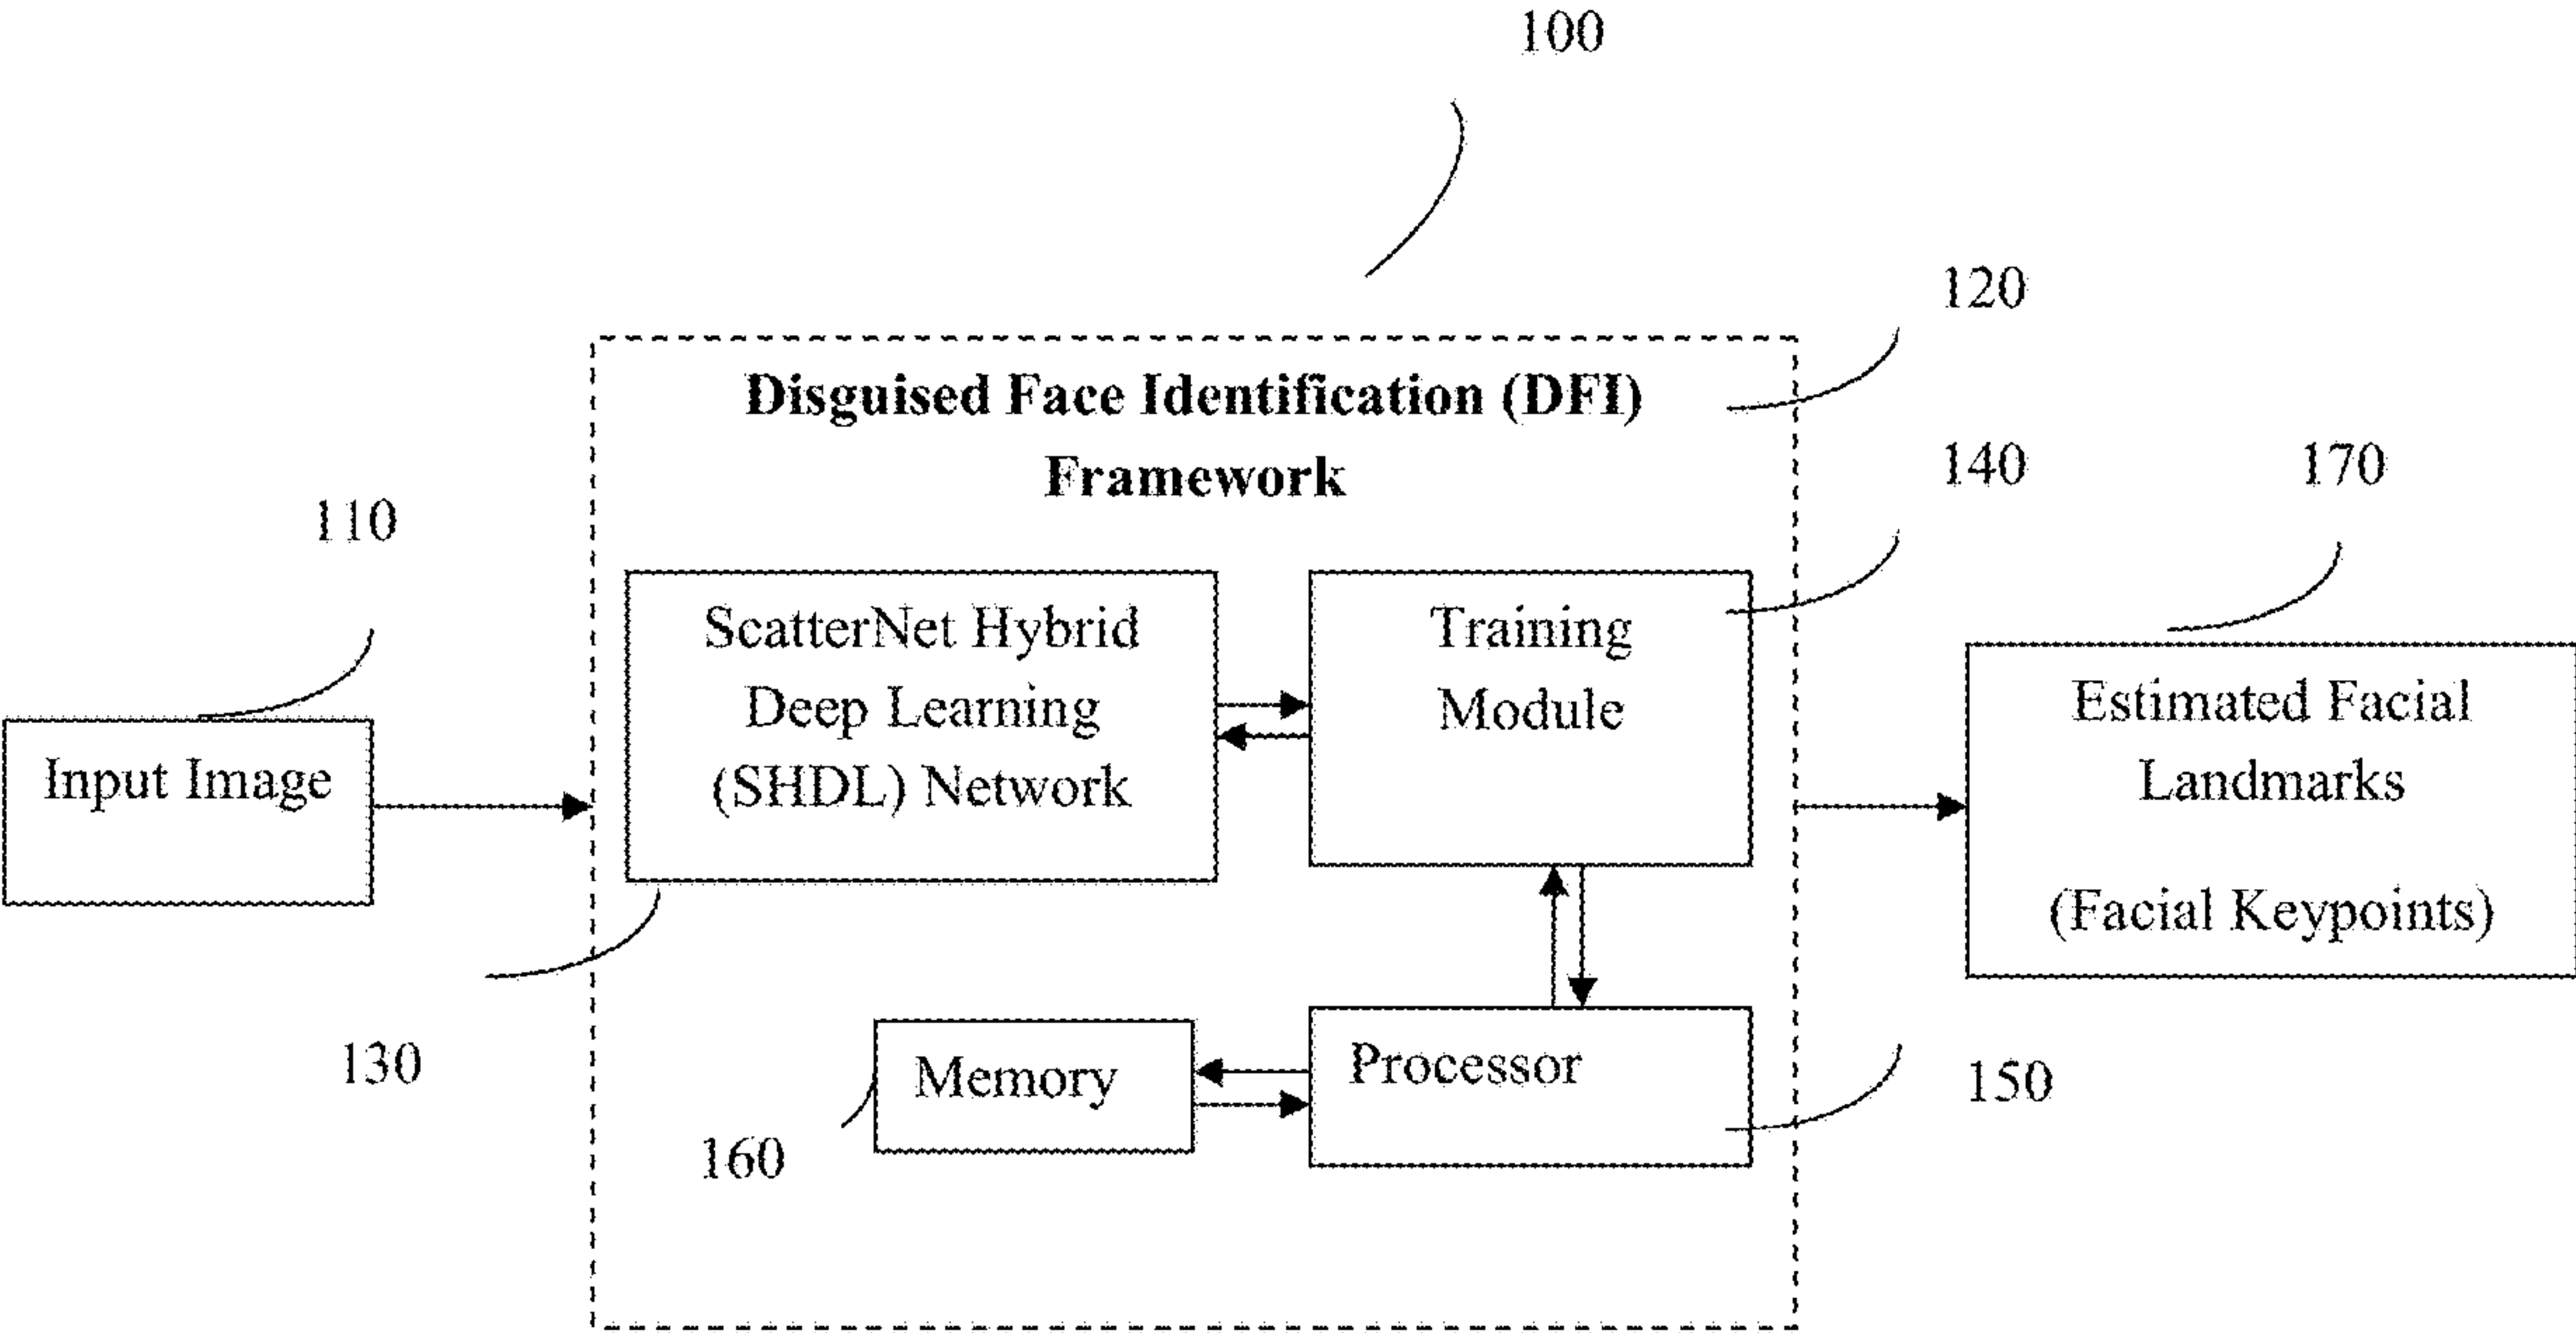 100
120
Disguised Face Identification (DFI)
Framework
140
170
110
ScatterNet Hybrid
Deep Learning
(SHDL) Network
Training
Module
Input Image
Estimated Facial
Landmarks
(Facial Keypoints)
130
Memory
Processor
150
160